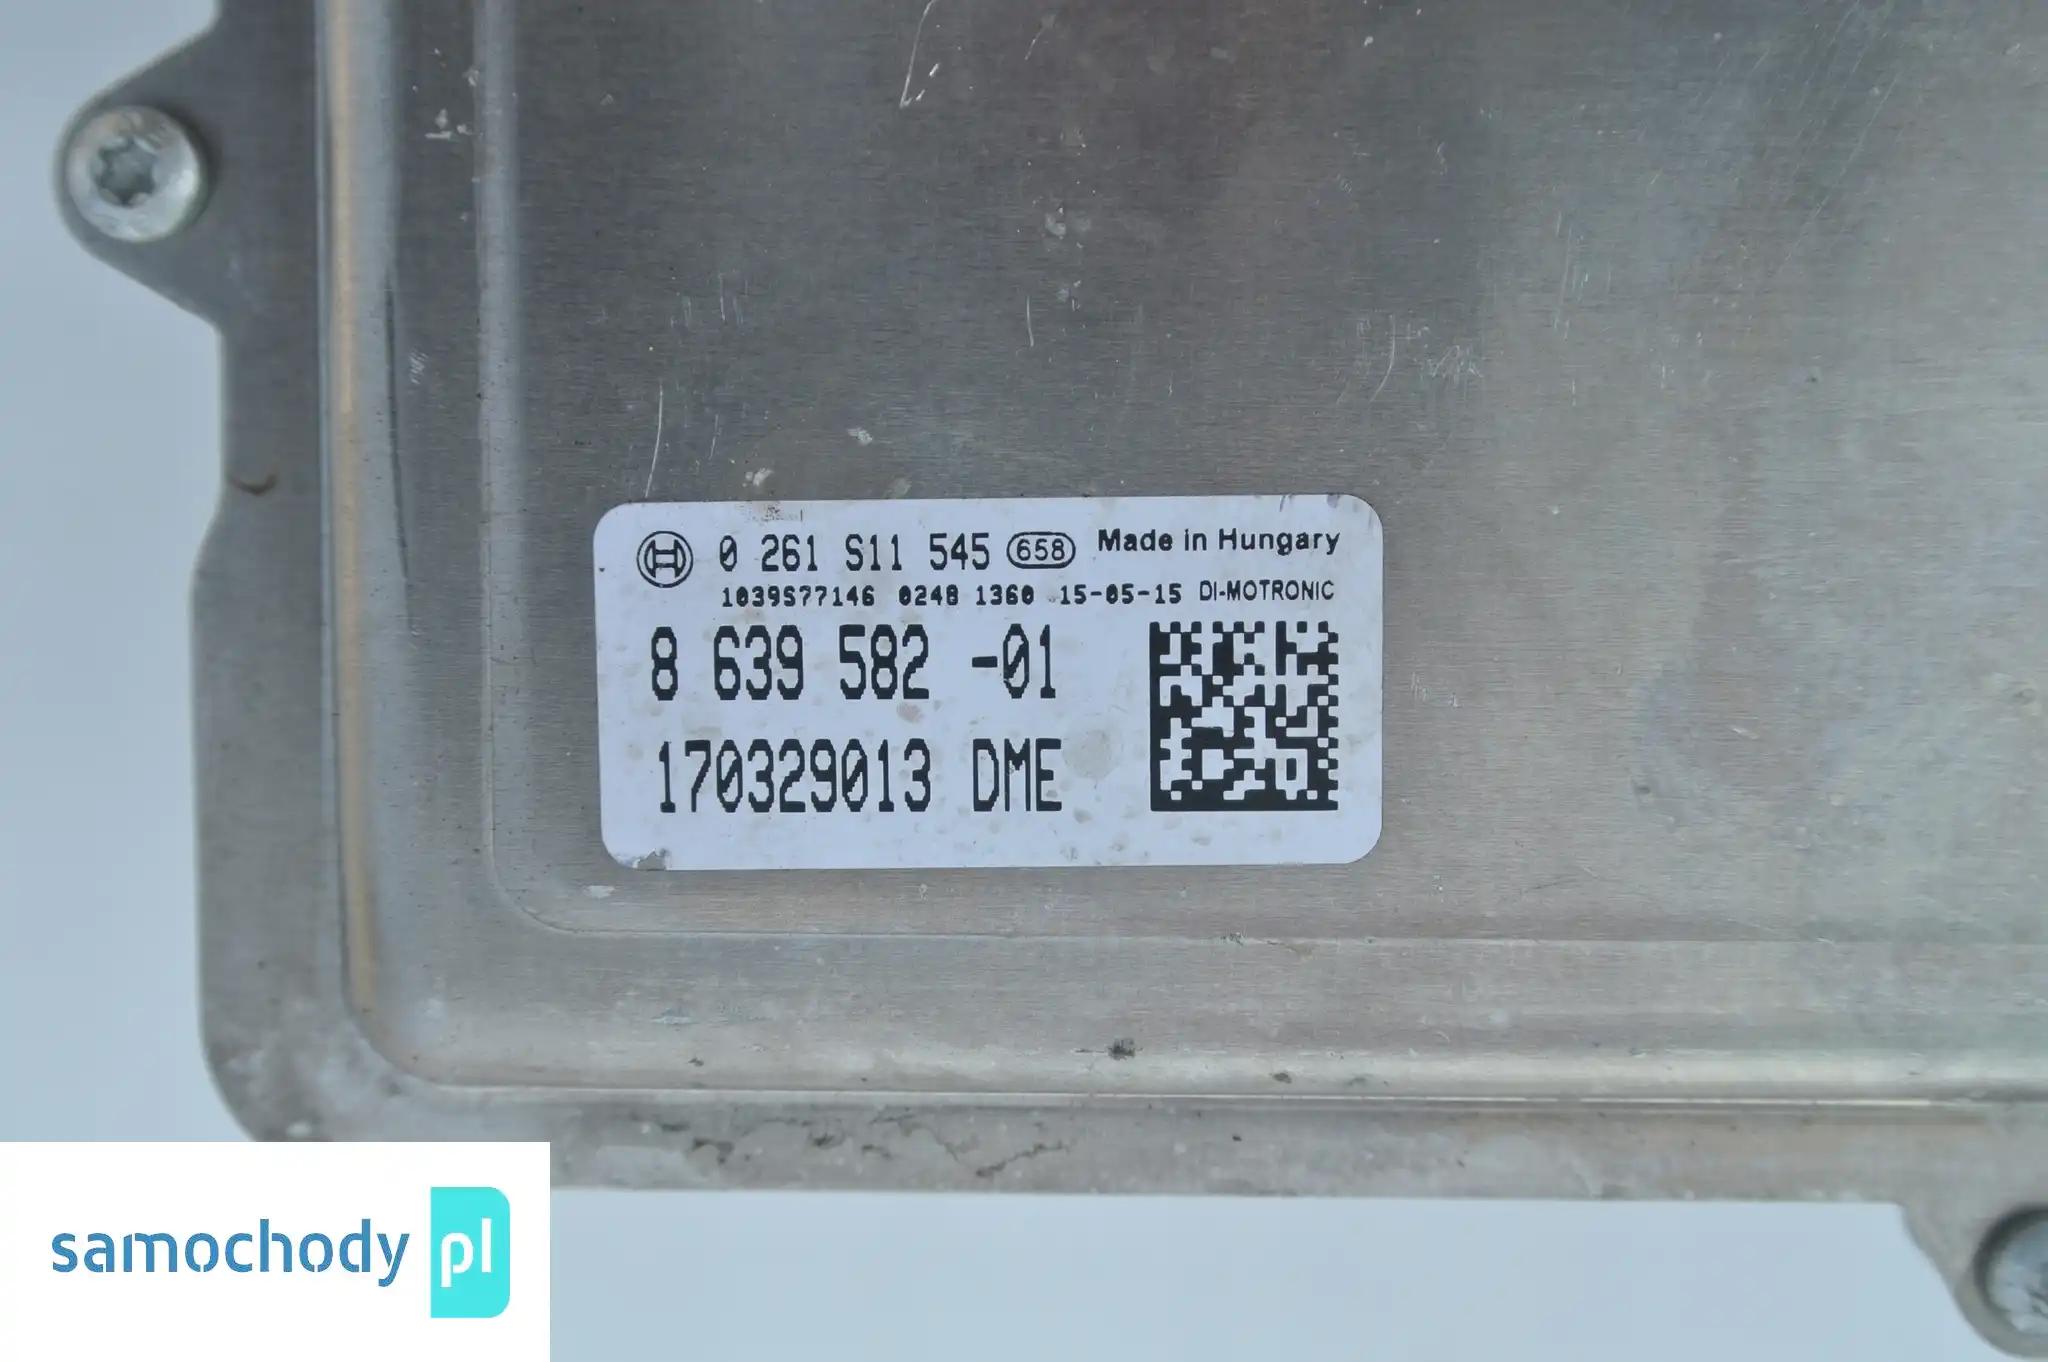 0 261 S11 545 658 Made in Hungary
1039S77146 0248 1360 15-05-15 DI-MOTRONIC
8 639 582 -01
170329013 DME
samochody pl